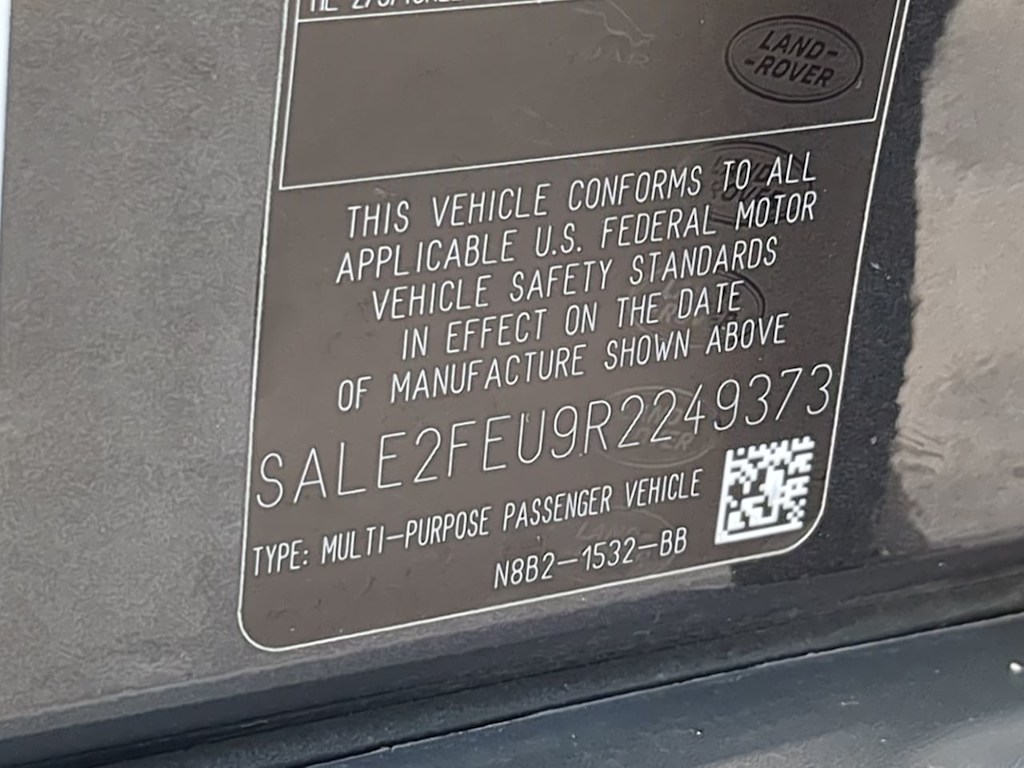 LAND-
-ROVER
THIS VEHICLE CONFORMS TO ALL
APPLICABLE U.S. FEDERAL MOTOR
VEHICLE SAFETY STANDARDS
IN EFFECT ON THE DATE
OF MANUFACTURE SHOWN ABOVE
SALE2FEU9R2249373
TYPE: MULTI-PURPOSE PASSENGER VEHICLE
N8B2-1532-BB